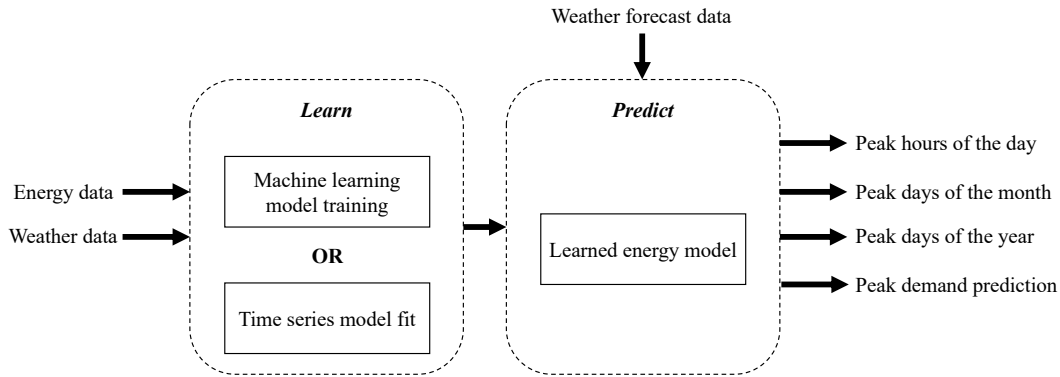 Weather forecast data
Learn
Predict
Energy data
Weather data
Machine learning
model training
OR
Time series model fit
Learned energy model
Peak hours of the day
Peak days of the month
Peak days of the year
Peak demand prediction